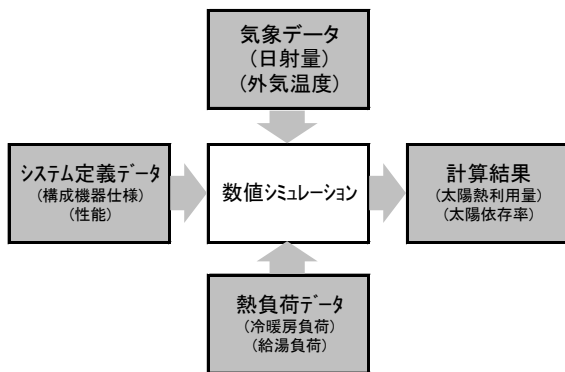 気象データ
（日射量）
（外気温度）
システム定義データ
（構成機器仕様）
（性能）
数値シミュレーション
計算結果
（太陽熱利用量）
（太陽依存率）
熱負荷データ
（冷暖房負荷）
（給湯負荷）